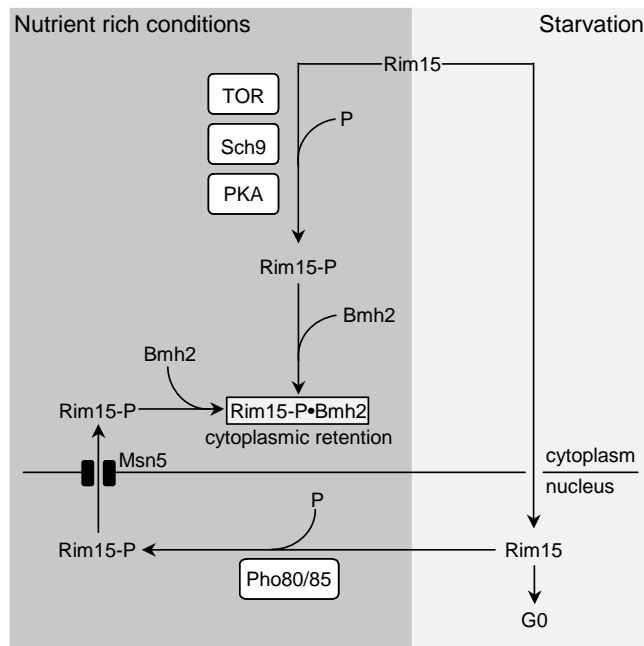 Nutrient rich conditions
Starvation
Rim15
TOR
P
Sch9
PKA
Rim15-P
Bmh2
Bmh2
Rim15-P
Rim15-P•Bmh2
cytoplasmic retention
Msn5
cytoplasm
nucleus
P
Rim15-P
Rim15
Pho80/85
G0